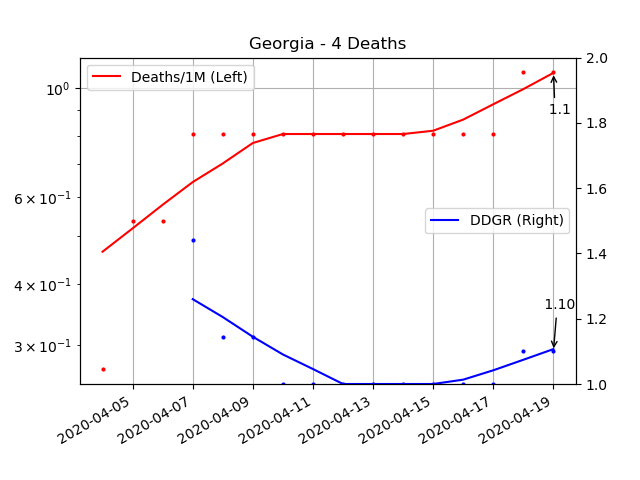 Georgia - 4 Deaths
Deaths/1M (Left)
DDGR (Right)
1.1
1.10
10⁰
6 × 10⁻¹
4 × 10⁻¹
3 × 10⁻¹
2.0
1.8
1.6
1.4
1.2
1.0
2020-04-05
2020-04-07
2020-04-09
2020-04-11
2020-04-13
2020-04-15
2020-04-17
2020-04-19